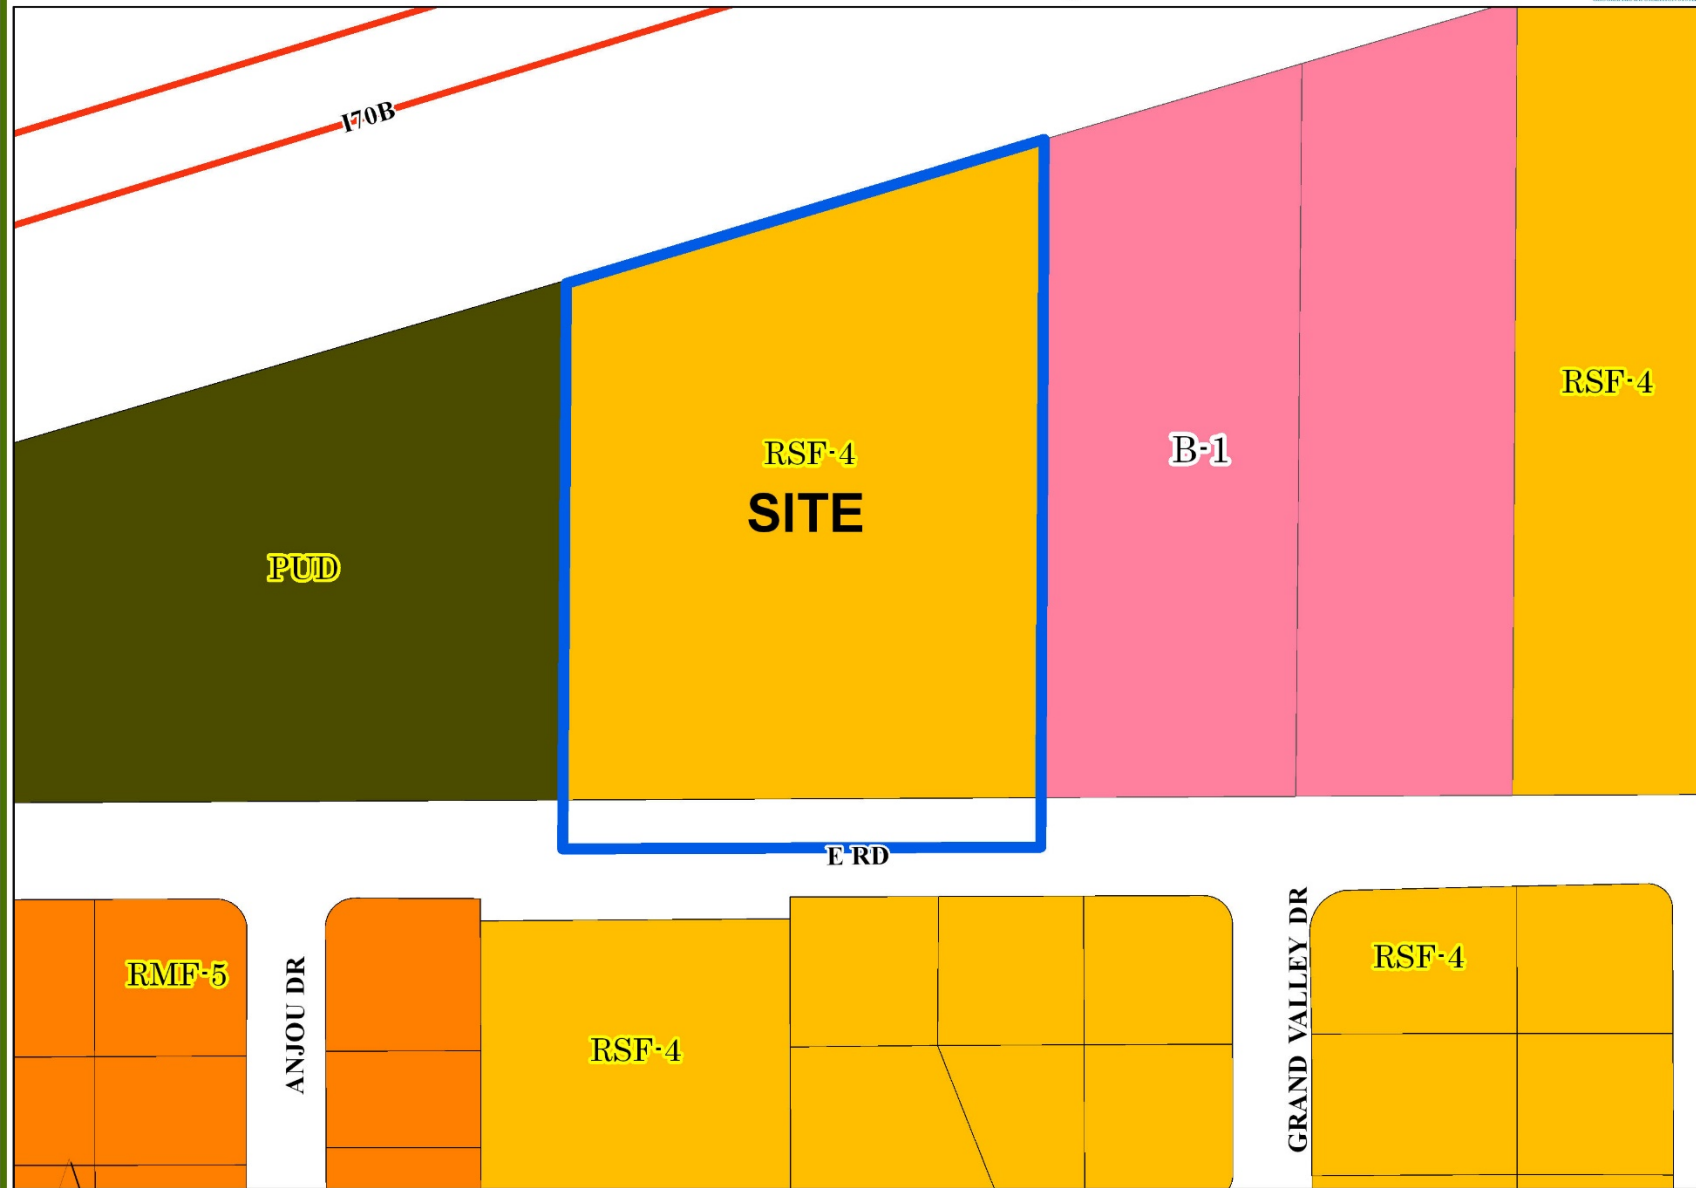 I70B
RSF-4
RSF-4
SITE
B-1
PUD
E RD
RMF-5
ANJOU DR
RSF-4
GRAND VALLEY DR
RSF-4